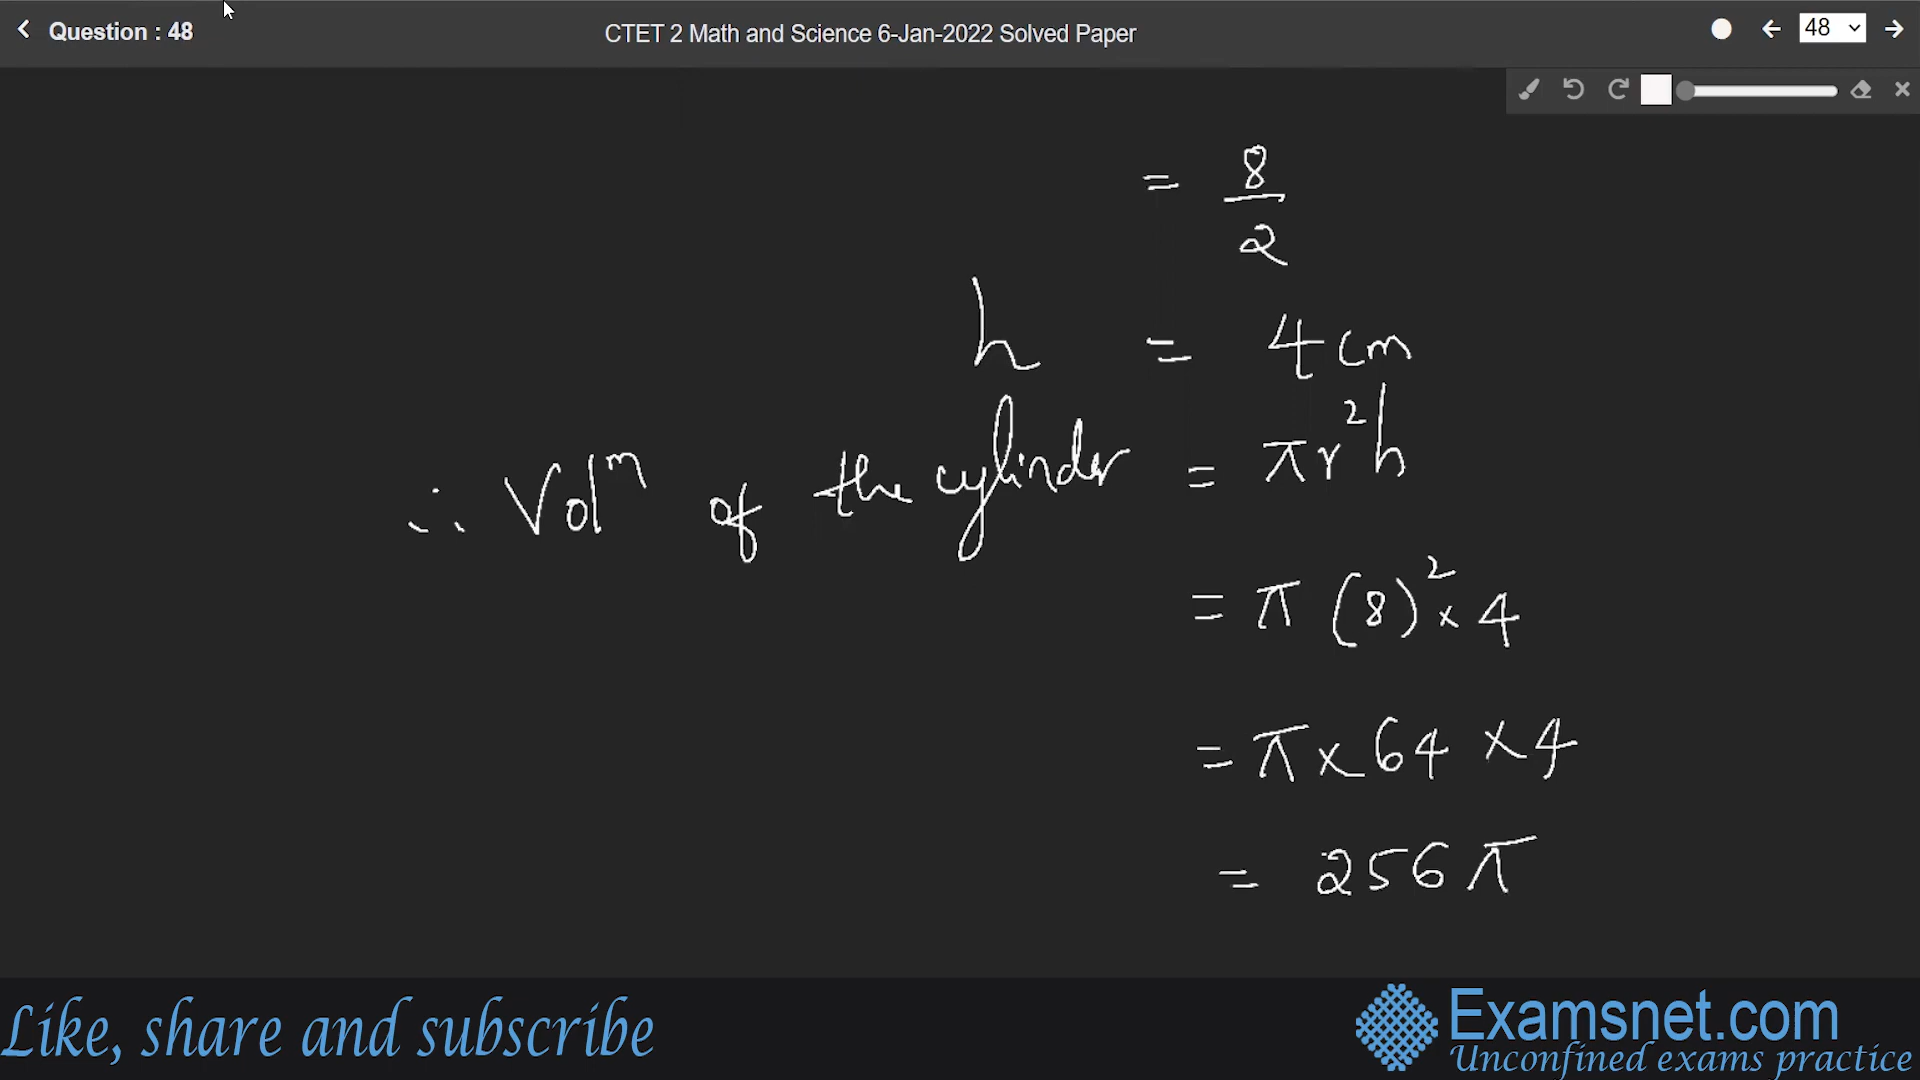 Question : 48
CTET 2 Math and Science 6-Jan-2022 Solved Paper
48
= 8/2
h = 4 cm
∴ Volᵐ of the cylinder = πr²h
= π (8)² × 4
= π × 64 × 4
= 256 π
Like, share and subscribe
Examsnet.com
Unconfined exams practice